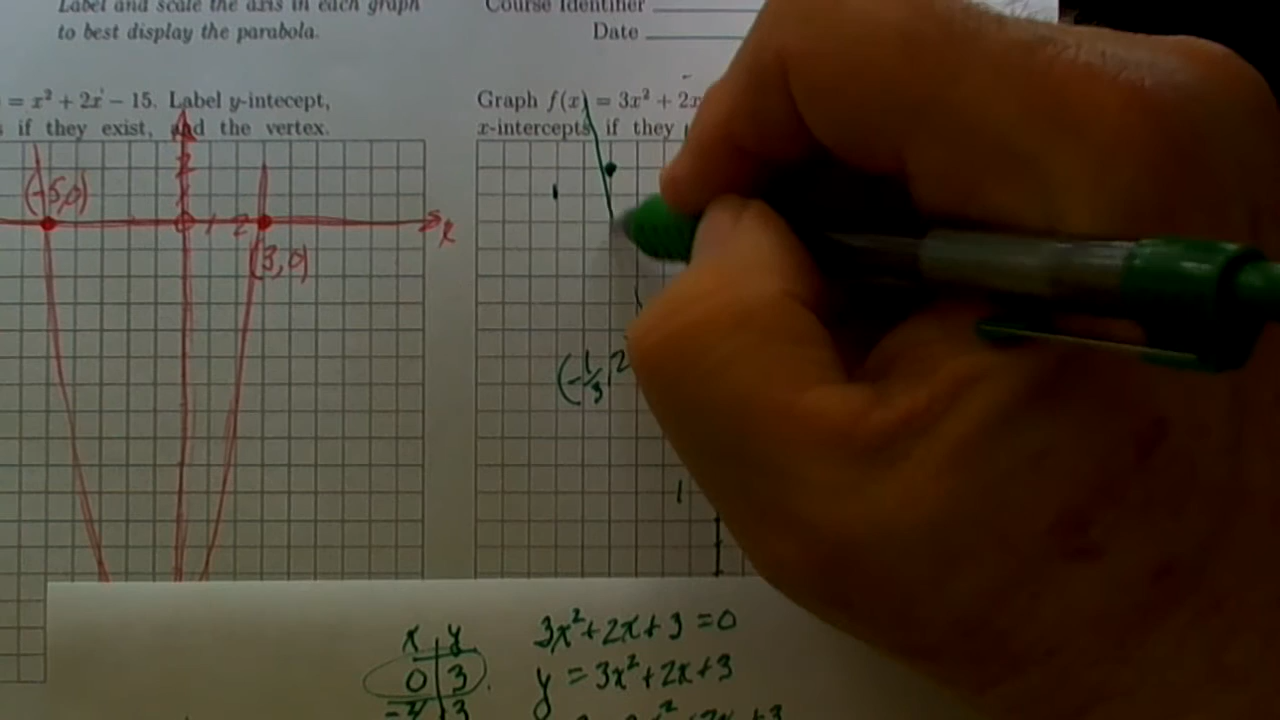 Label and scale the axis in each graph
to best display the parabola.
Course Identifier
Date
= x² + 2x - 15. Label y-intecept,
if they exist, and the vertex.
(-5,0)
2
1 2
x
(3,0)
Graph f(x) = 3x² + 2x
x-intercepts if they
(-1/3, 2
1
x y
0 3
3
3x²+2x+3 =0
y = 3x²+2x+3